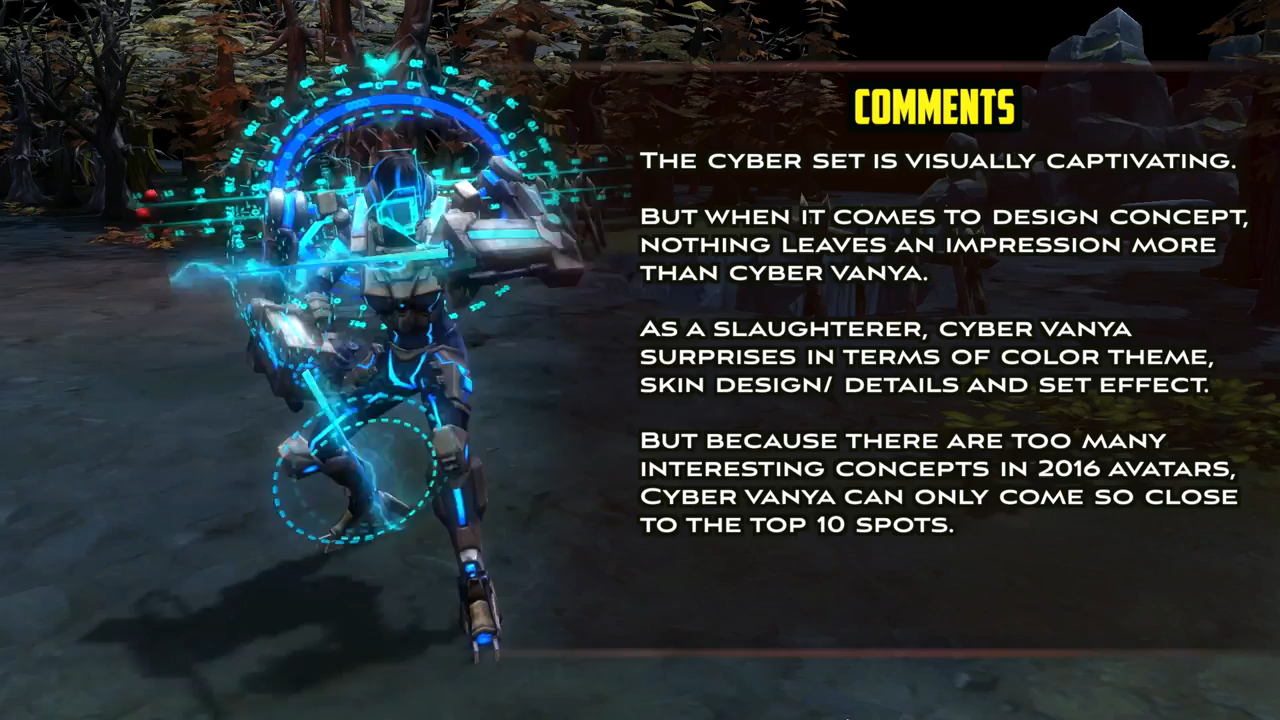 COMMENTS
THE CYBER SET IS VISUALLY CAPTIVATING.
BUT WHEN IT COMES TO DESIGN CONCEPT,
NOTHING LEAVES AN IMPRESSION MORE
THAN CYBER VANYA.
AS A SLAUGHTERER, CYBER VANYA
SURPRISES IN TERMS OF COLOR THEME,
SKIN DESIGN/ DETAILS AND SET EFFECT.
BUT BECAUSE THERE ARE TOO MANY
INTERESTING CONCEPTS IN 2016 AVATARS,
CYBER VANYA CAN ONLY COME SO CLOSE
TO THE TOP 10 SPOTS.